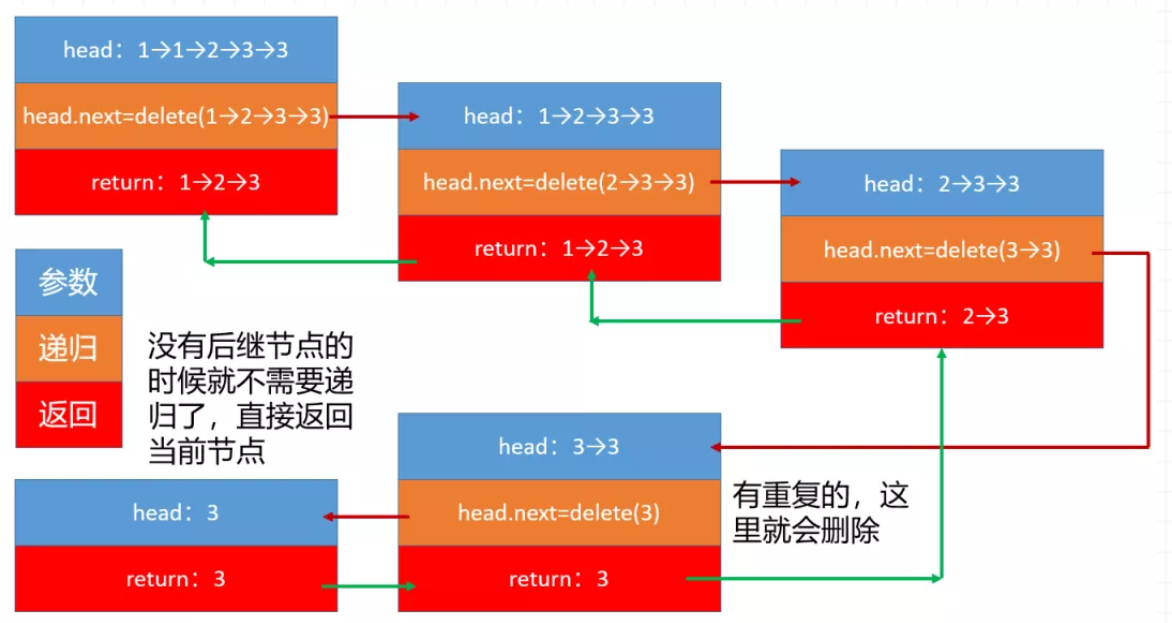 head：1→1→2→3→3
head.next=delete(1→2→3→3)
return：1→2→3
head：1→2→3→3
head.next=delete(2→3→3)
return：1→2→3
head：2→3→3
head.next=delete(3→3)
return：2→3
参数
递归
返回
没有后继节点的
时候就不需要递
归了，直接返回
当前节点
head：3→3
head.next=delete(3)
return：3
有重复的，这
里就会删除
head：3
return：3